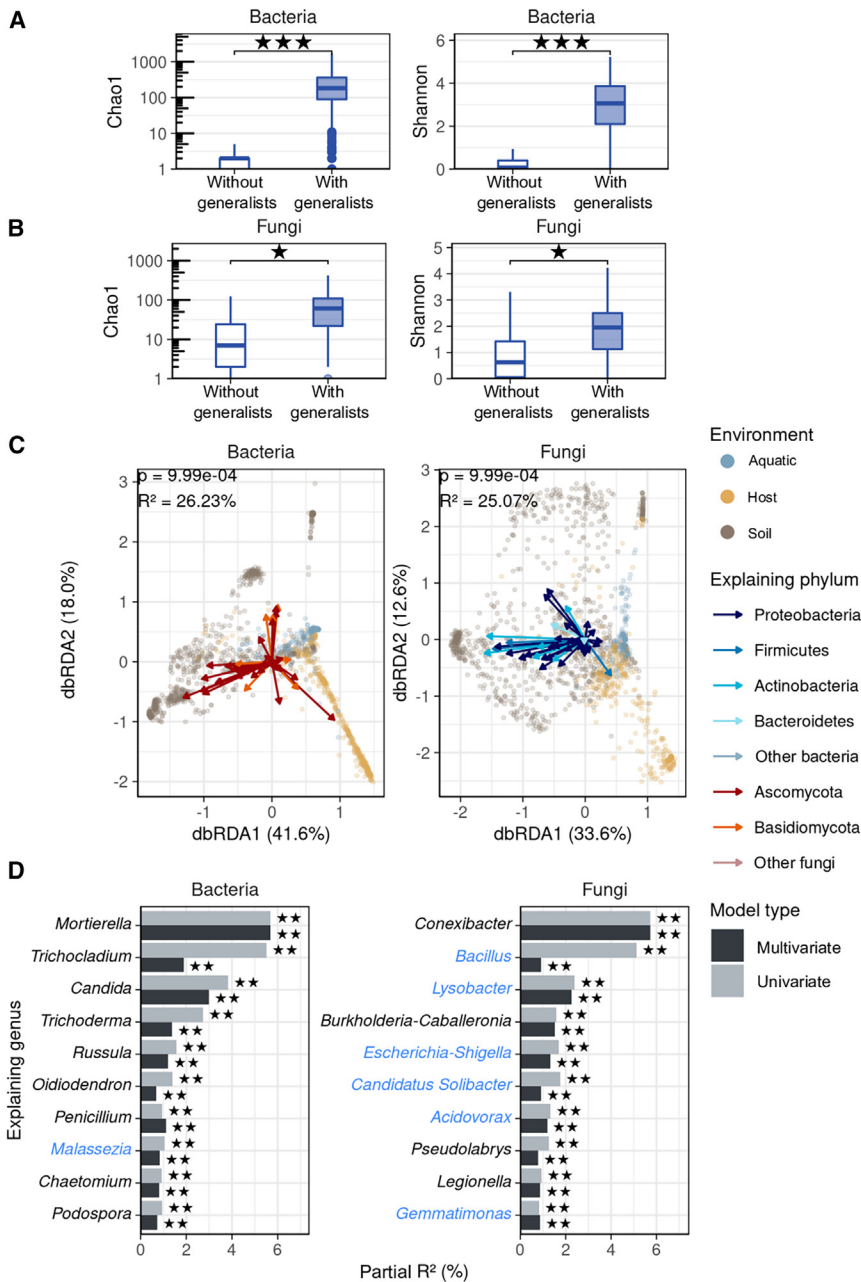 A
Bacteria
Bacteria
Chao1
1000
100
10
1
★★★
Without generalists
With generalists
Shannon
6
4
2
0
★★★
Without generalists
With generalists
B
Fungi
Fungi
Chao1
1000
100
10
1
★
Without generalists
With generalists
Shannon
5
4
3
2
1
0
★
Without generalists
With generalists
C
Bacteria
p = 9.99e-04
R² = 26.23%
dbRDA2 (18.0%)
3
2
1
0
-1
-2
-1
0
1
dbRDA1 (41.6%)
Fungi
p = 9.99e-04
R² = 25.07%
dbRDA2 (12.6%)
3
2
1
0
-1
-2
-2
-1
0
1
dbRDA1 (33.6%)
Environment
Aquatic
Host
Soil
Explaining phylum
Proteobacteria
Firmicutes
Actinobacteria
Bacteroidetes
Other bacteria
Ascomycota
Basidiomycota
Other fungi
D
Bacteria
Explaining genus
Mortierella
Trichocladium
Candida
Trichoderma
Russula
Oidiodendron
Penicillium
Malassezia
Chaetomium
Podospora
0
2
4
6
Fungi
Conexibacter
Bacillus
Lysobacter
Burkholderia-Caballeronia
Escherichia-Shigella
Candidatus Solibacter
Acidovorax
Pseudolabrys
Legionella
Gemmatimonas
0
2
4
6
Partial R² (%)
Model type
Multivariate
Univariate